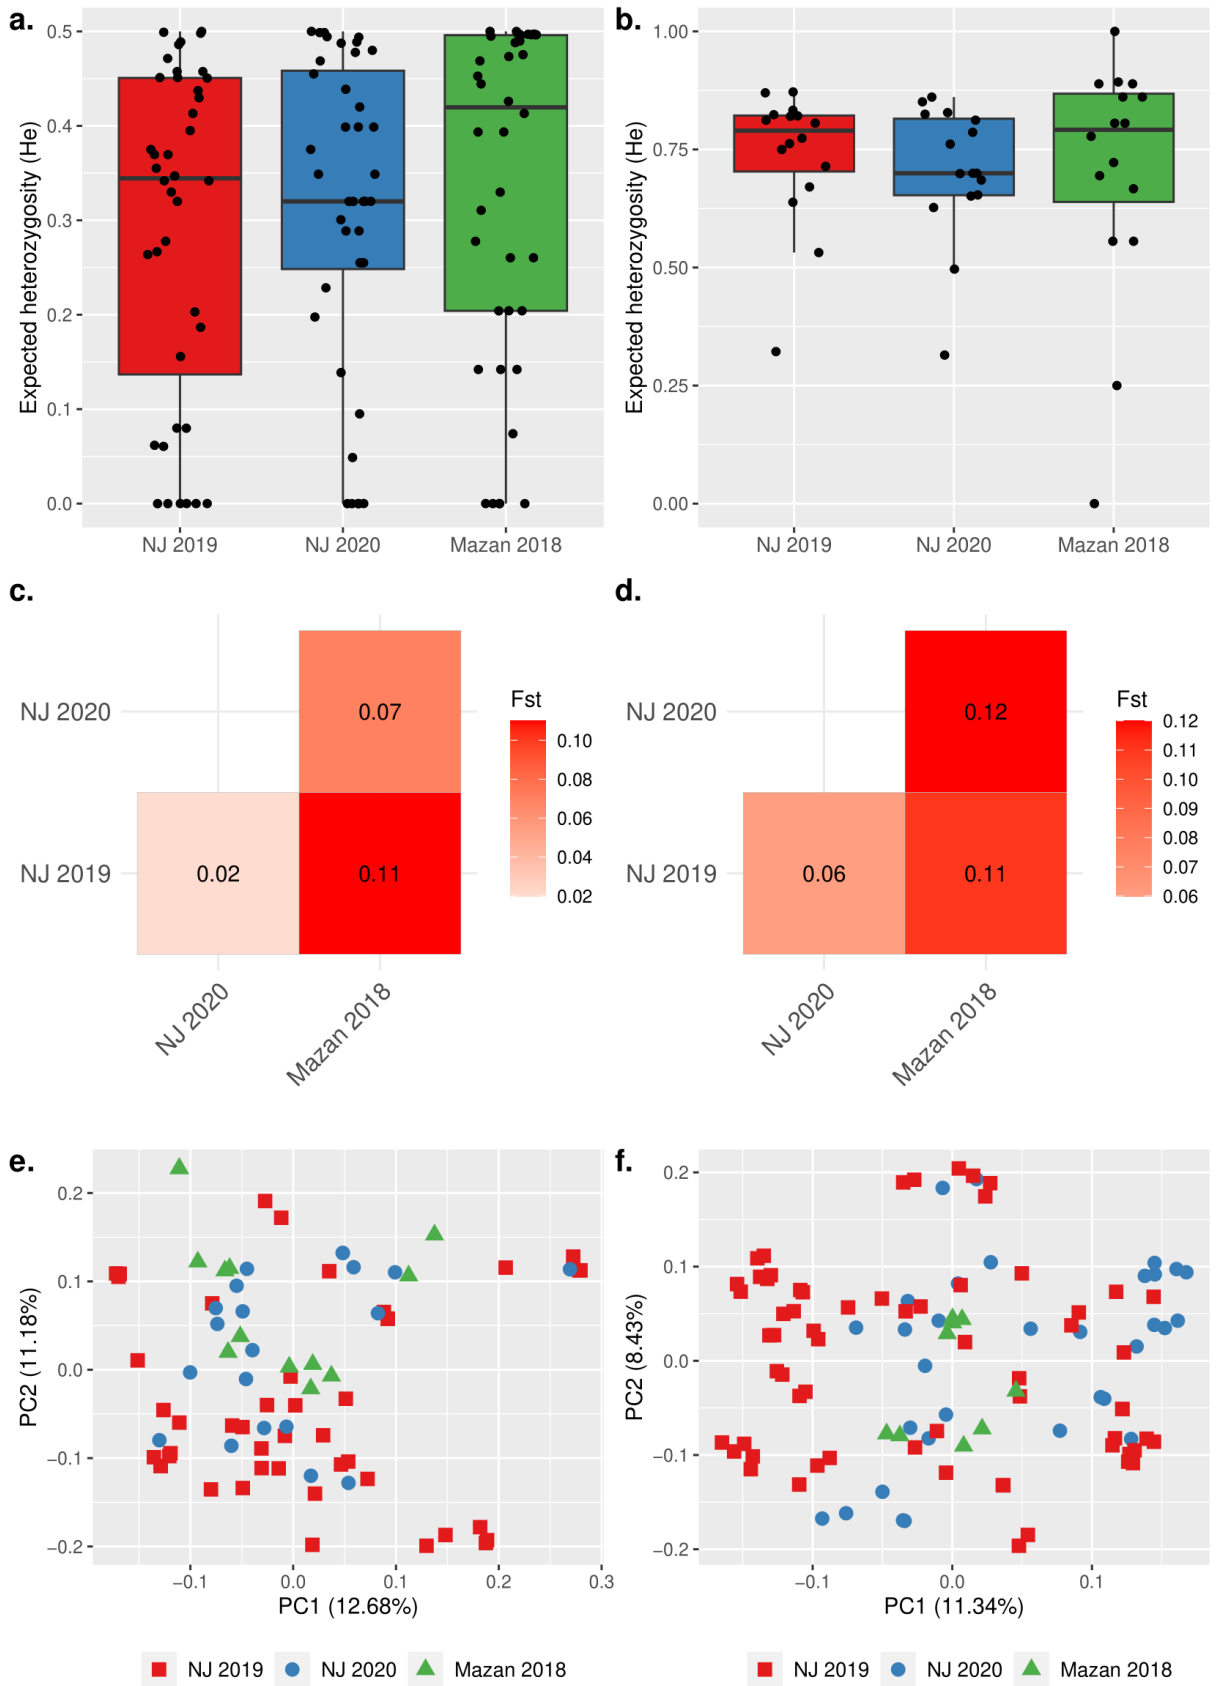 a.
Expected heterozygosity (He)
0.5
0.4
0.3
0.2
0.1
0.0
NJ 2019 NJ 2020 Mazan 2018
b.
Expected heterozygosity (He)
1.00
0.75
0.50
0.25
0.00
NJ 2019 NJ 2020 Mazan 2018
c.
NJ 2020
NJ 2019
0.07
0.02 0.11
NJ 2020
Mazan 2018
Fst
0.10
0.08
0.06
0.04
0.02
d.
NJ 2020
NJ 2019
0.12
0.06 0.11
NJ 2020
Mazan 2018
Fst
0.12
0.11
0.10
0.09
0.08
0.07
0.06
e.
PC2 (11.18%)
0.2
0.1
0.0
−0.1
−0.2
−0.1 0.0 0.1 0.2 0.3
PC1 (12.68%)
NJ 2019 NJ 2020 Mazan 2018
f.
PC2 (8.43%)
0.2
0.1
0.0
−0.1
−0.2
−0.1 0.0 0.1
PC1 (11.34%)
NJ 2019 NJ 2020 Mazan 2018